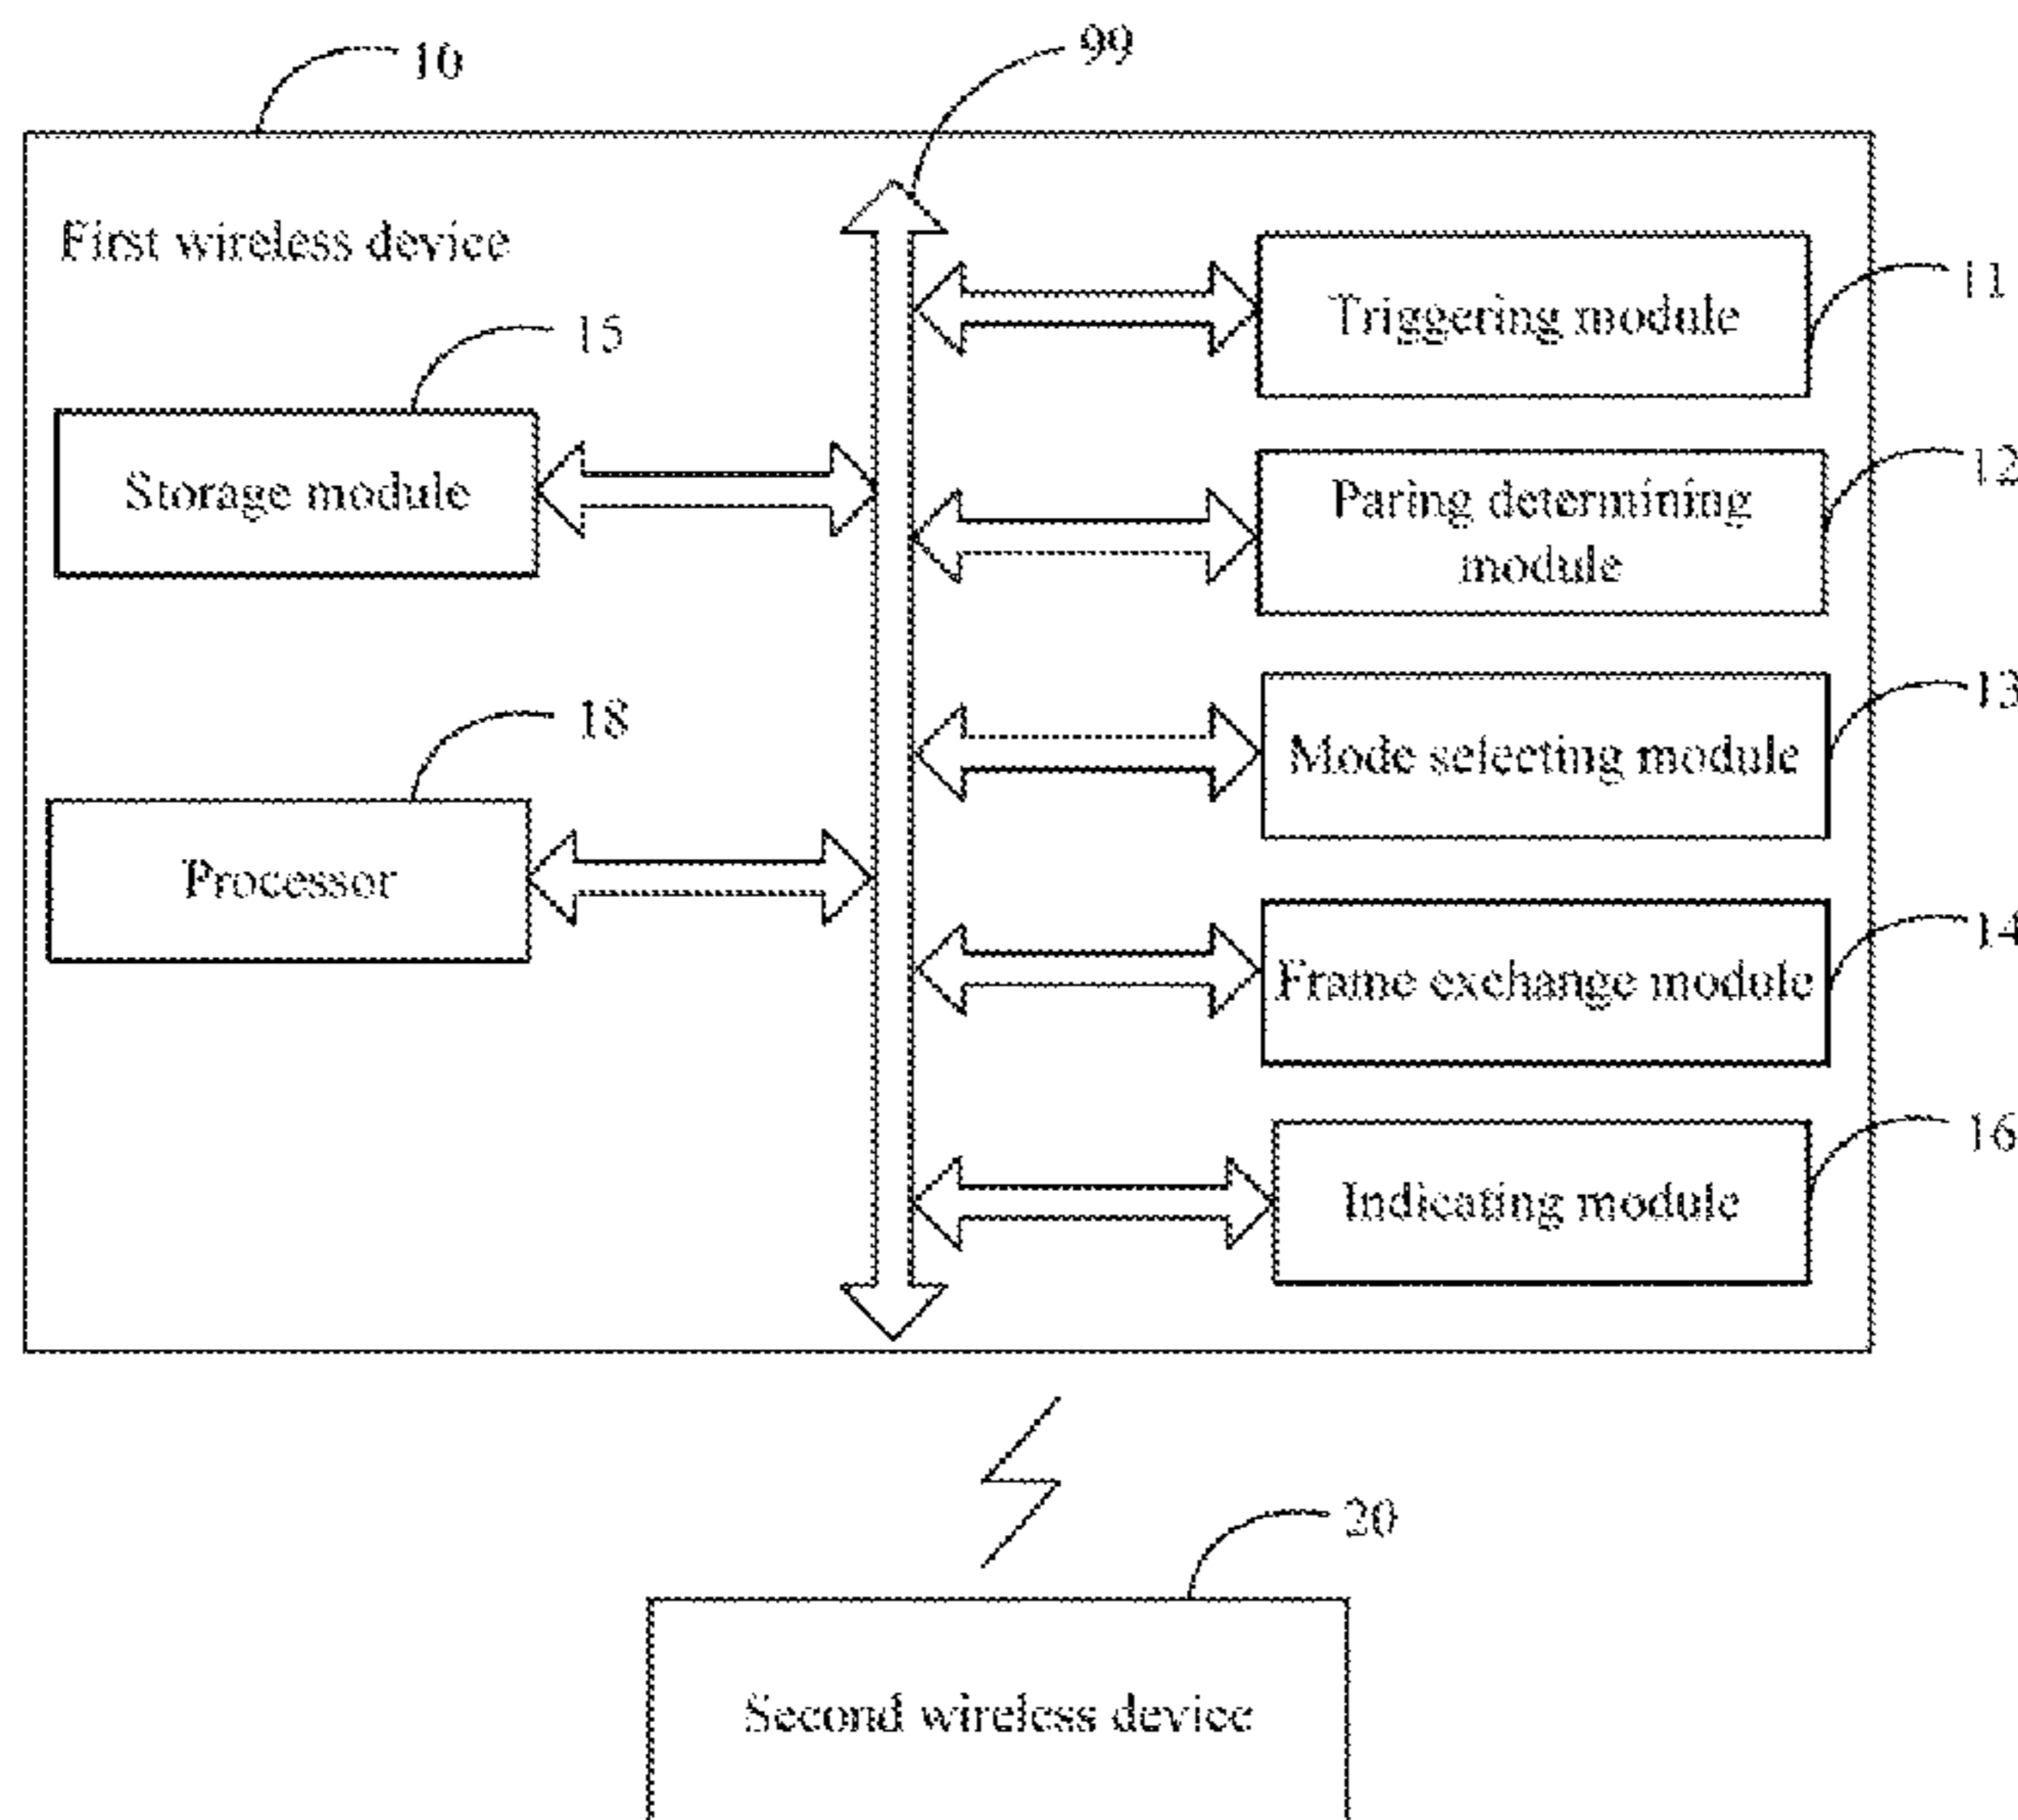 10
99
First wireless device
Triggering module
11
15
Storage module
Paring determining
module
12
18
Mode selecting module
13
Processor
Frame exchange module
14
Indicating module
16
20
Second wireless device